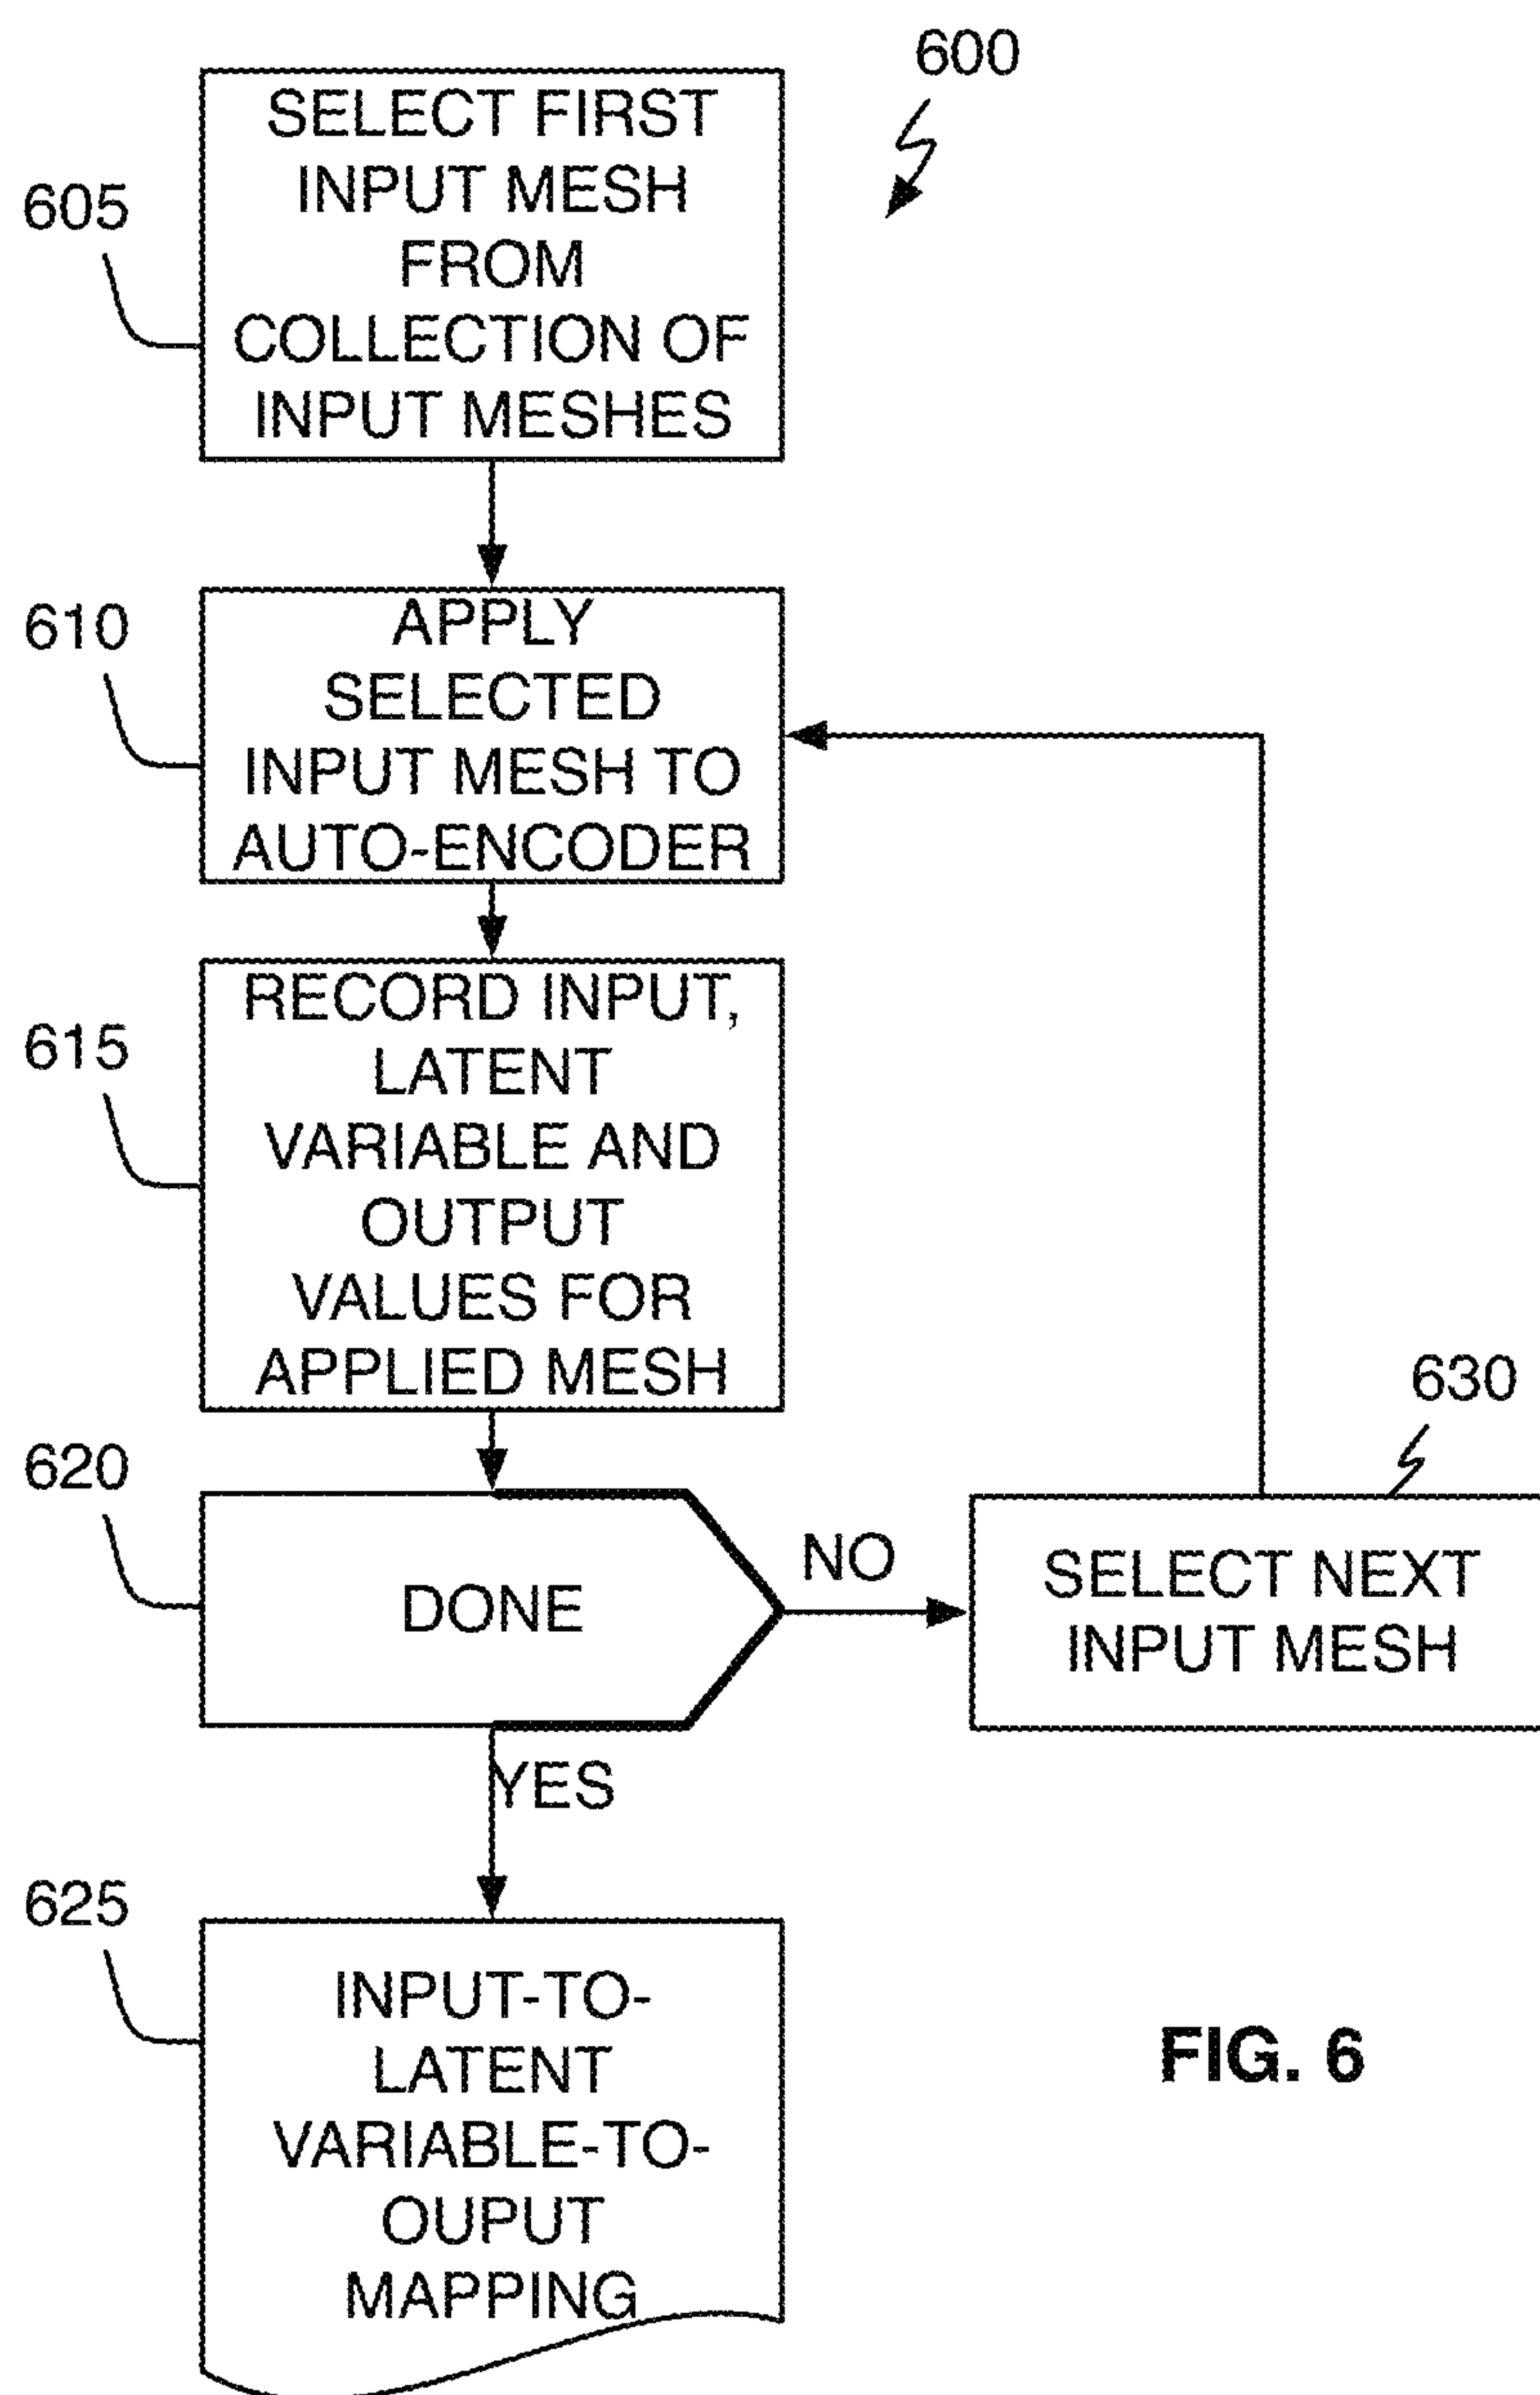 600
605
SELECT FIRST
INPUT MESH
FROM
COLLECTION OF
INPUT MESHES
610
APPLY
SELECTED
INPUT MESH TO
AUTO-ENCODER
615
RECORD INPUT,
LATENT
VARIABLE AND
OUTPUT
VALUES FOR
APPLIED MESH
620
DONE
NO
630
SELECT NEXT
INPUT MESH
YES
625
INPUT-TO-
LATENT
VARIABLE-TO-
OUPUT
MAPPING
FIG. 6